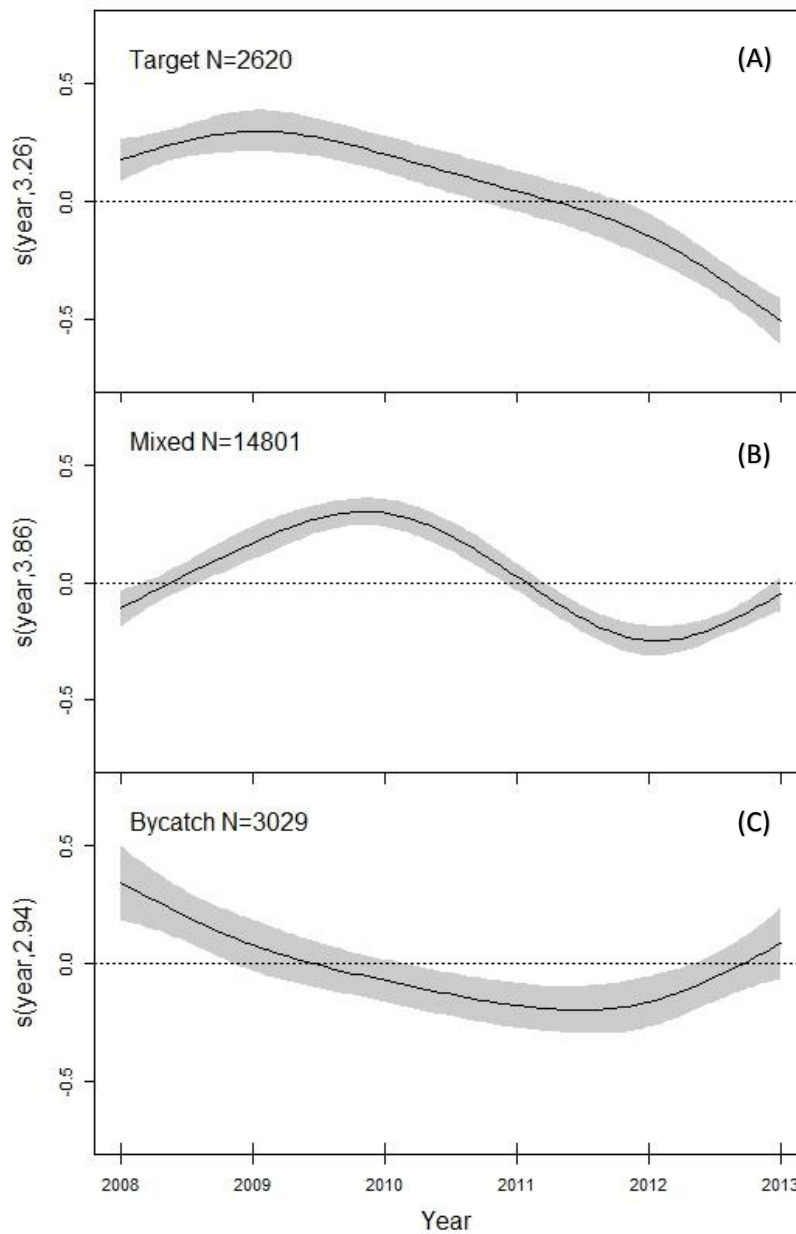 Target N=2620
(A)
0.5
0.0
-0.5
s(year,3.26)
Mixed N=14801
(B)
0.5
0.0
-0.5
s(year,3.86)
Bycatch N=3029
(C)
0.5
0.0
-0.5
s(year,2.94)
2008 2009 2010 2011 2012 2013
Year